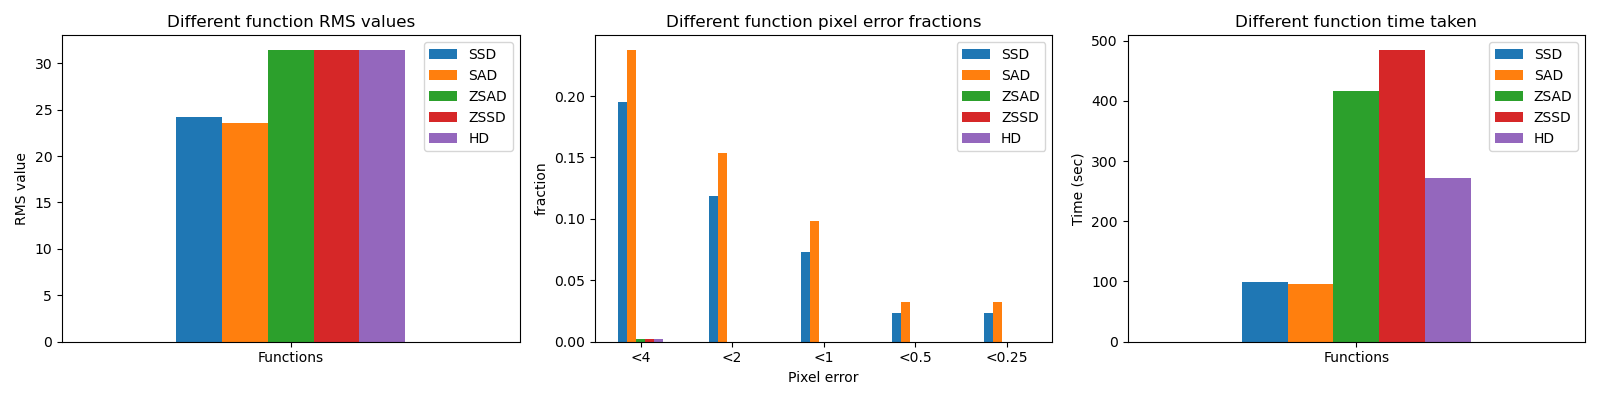 Different function RMS values
RMS value
30
25
20
15
10
5
0
Functions
SSD
SAD
ZSAD
ZSSD
HD
Different function pixel error fractions
fraction
0.20
0.15
0.10
0.05
0.00
<4
<2
<1
<0.5
<0.25
Pixel error
SSD
SAD
ZSAD
ZSSD
HD
Different function time taken
Time (sec)
500
400
300
200
100
0
Functions
SSD
SAD
ZSAD
ZSSD
HD